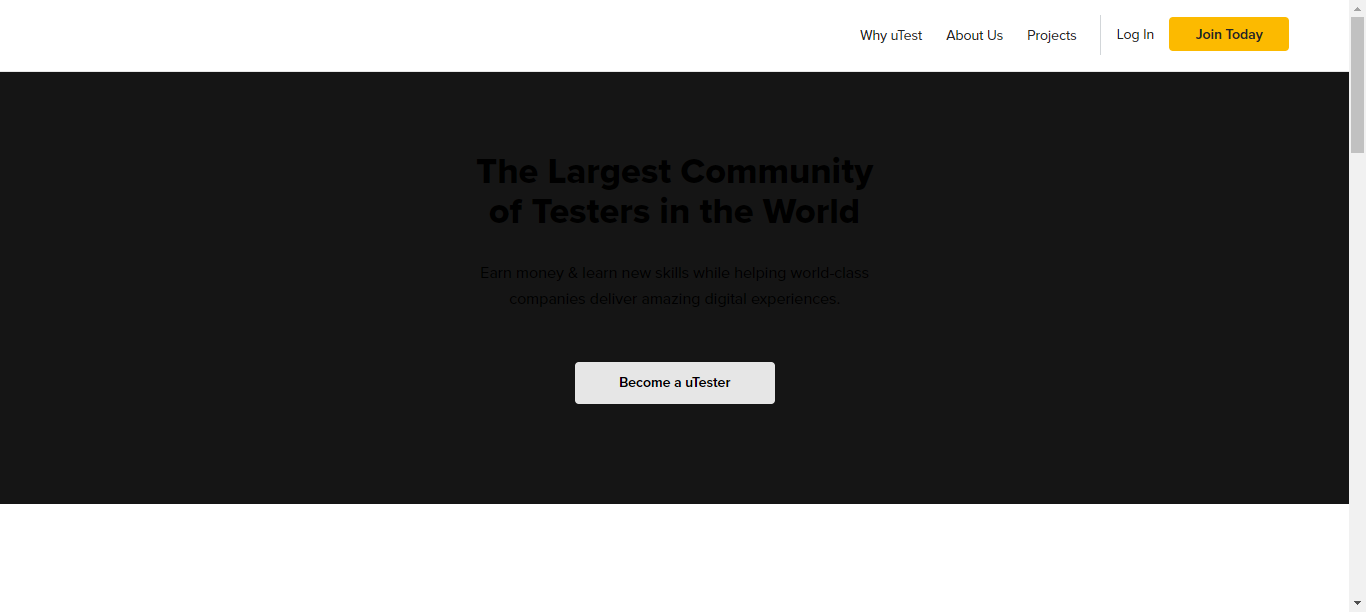 Why uTest About Us Projects Log In Join Today
The Largest Community
of Testers in the World
Earn money & learn new skills while helping world-class
companies deliver amazing digital experiences.
Become a uTester